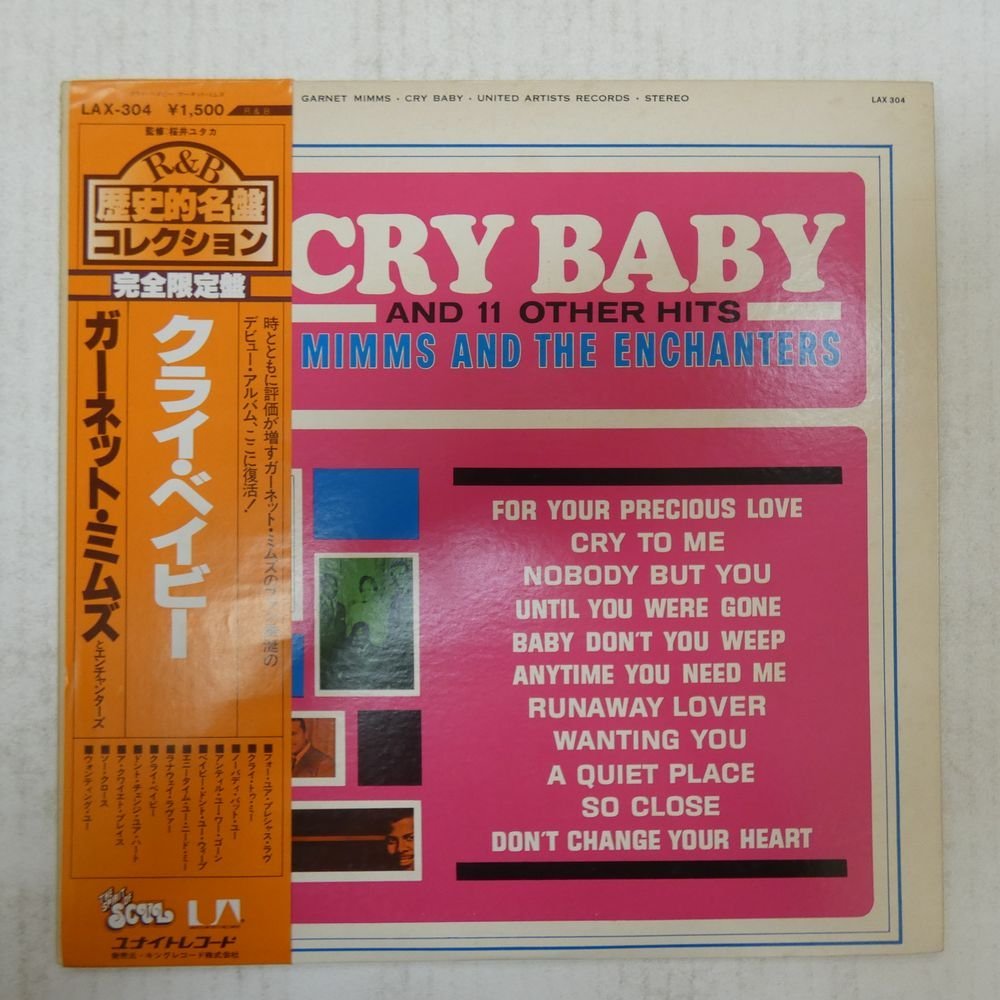 LAX-304 ¥1,500 R&B
監修 桜井ユタカ
R&B
歴史的名盤
コレクション
完全限定盤
時とともに評価が増すガーネット・ミムズの
デビュー・アルバム、ここに復活!
クライ・ベイビー
ガーネット・ミムズとエンチャンターズ
■フォー・ユア・プレシャス・ラヴ
■クライ・トゥ・ミー
■ノーバディ・バット・ユー
■アンティル・ユー・ワー・ゴーン
■ベイビー・ドント・ユー・ウィープ
■エニータイム・ユー・ニード・ミー
■ラナウェイ・ラヴァー
■クライ・ベイビー
■ドント・チェンジ・ユア・ハート
■ア・クワイエト・プレイス
■ソー・クロース
■ウォンティング・ユー
UA
ユナイトレコード
発売元・キングレコード株式会社
GARNET MIMMS · CRY BABY · UNITED ARTISTS RECORDS · STEREO
LAX 304
CRY BABY
AND 11 OTHER HITS
MIMMS AND THE ENCHANTERS
FOR YOUR PRECIOUS LOVE
CRY TO ME
NOBODY BUT YOU
UNTIL YOU WERE GONE
BABY DON'T YOU WEEP
ANYTIME YOU NEED ME
RUNAWAY LOVER
WANTING YOU
A QUIET PLACE
SO CLOSE
DON'T CHANGE YOUR HEART